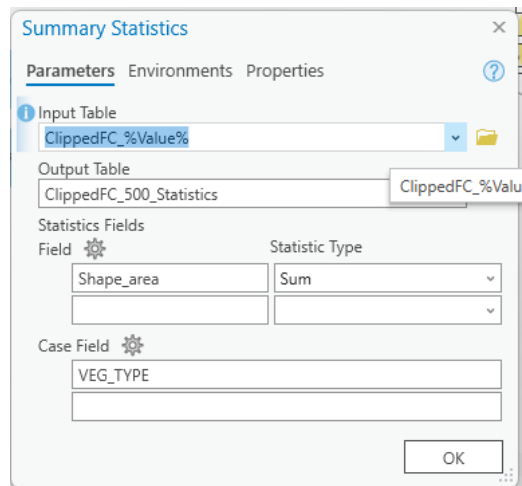 Summary Statistics
Parameters Environments Properties
Input Table
ClippedFC_%Value%
Output Table
ClippedFC_500_Statistics
ClippedFC_%Valu
Statistics Fields
Field Statistic Type
Shape_area Sum
Case Field
VEG_TYPE
OK